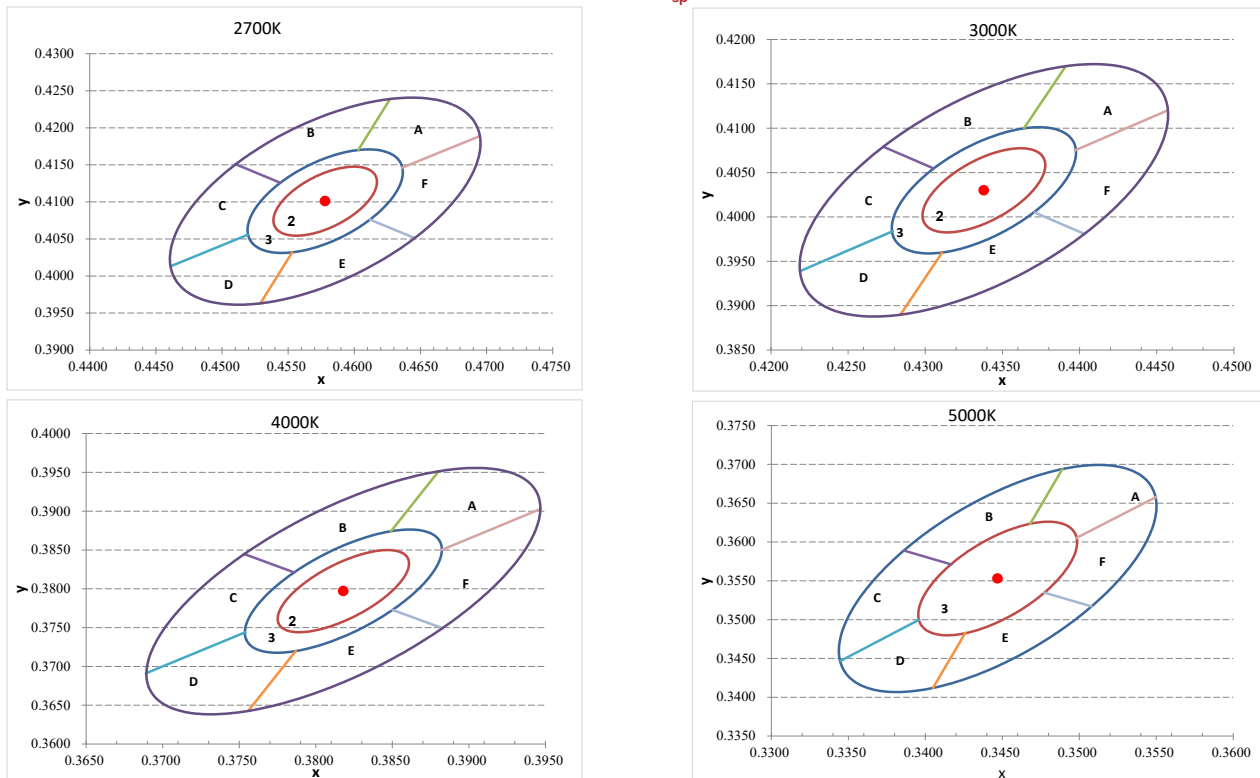 sp
2700K
0.4300
0.4250
0.4200
0.4150
0.4100
0.4050
0.4000
0.3950
0.3900
y
B
A
C
F
2
3
E
D
0.4400
0.4450
0.4500
0.4550
0.4600
0.4650
0.4700
0.4750
x
3000K
0.4200
0.4150
0.4100
0.4050
0.4000
0.3950
0.3900
0.3850
y
A
B
F
C
2
3
E
D
0.4200
0.4250
0.4300
0.4350
0.4400
0.4450
0.4500
x
4000K
0.4000
0.3950
0.3900
0.3850
0.3800
0.3750
0.3700
0.3650
0.3600
y
A
B
F
C
2
3
E
D
0.3650
0.3700
0.3750
0.3800
0.3850
0.3900
0.3950
x
5000K
0.3750
0.3700
0.3650
0.3600
0.3550
0.3500
0.3450
0.3400
0.3350
y
A
B
F
C
3
E
D
0.3300
0.3350
0.3400
0.3450
0.3500
0.3550
0.3600
x